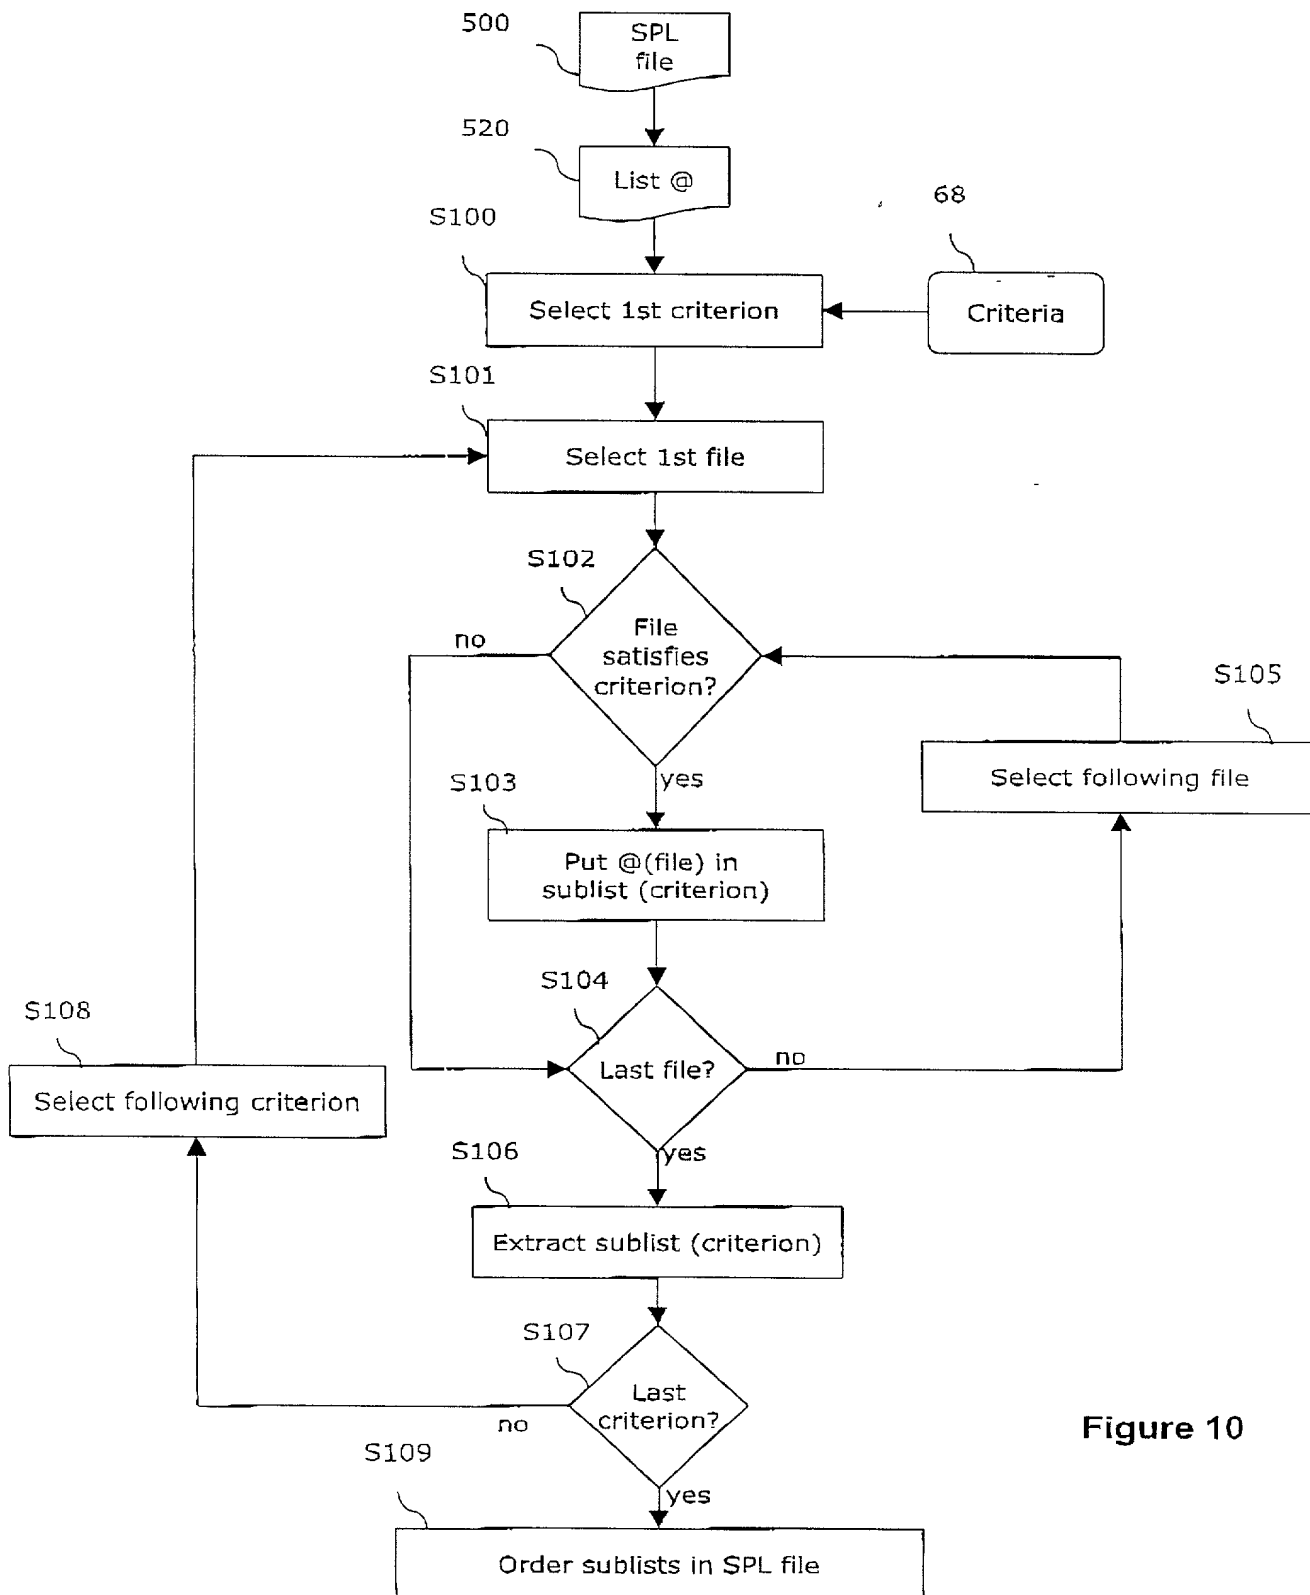 500
SPL
file
520
List @
S100
68
Select 1st criterion
Criteria
S101
Select 1st file
S102
no
File
satisfies
criterion?
S105
yes
Select following file
S103
Put @(file) in
sublist (criterion)
S104
S108
Last file?
no
Select following criterion
yes
S106
Extract sublist (criterion)
S107
Last
criterion?
no
Figure 10
S109
yes
Order sublists in SPL file